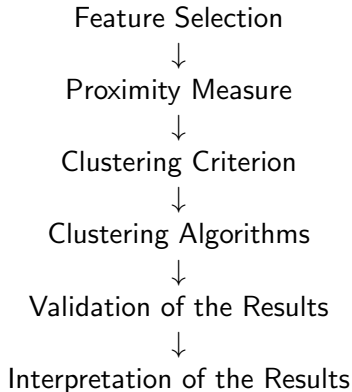 Feature Selection
↓
Proximity Measure
↓
Clustering Criterion
↓
Clustering Algorithms
↓
Validation of the Results
↓
Interpretation of the Results